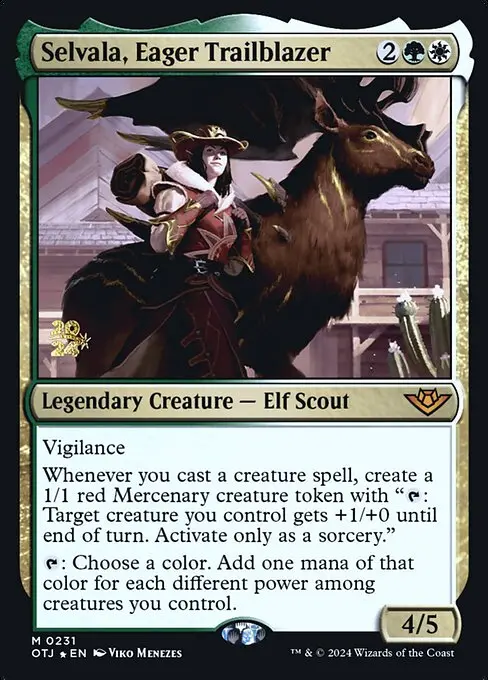 Selvala, Eager Trailblazer 2
Legendary Creature — Elf Scout
Vigilance
Whenever you cast a creature spell, create a
1/1 red Mercenary creature token with “: 
Target creature you control gets +1/+0 until
end of turn. Activate only as a sorcery.”
: Choose a color. Add one mana of that
color for each different power among
creatures you control.
4/5
M 0231
OTJ ★ EN Viko Menezes
™ & © 2024 Wizards of the Coast